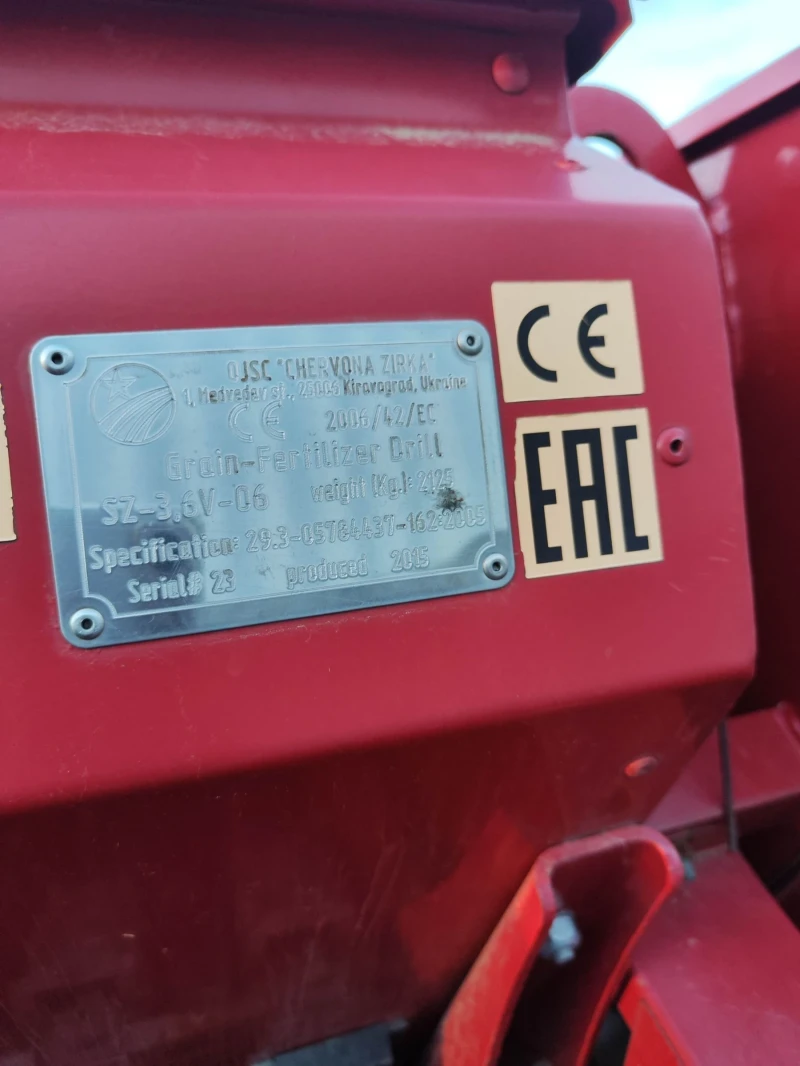 OJSC "CHERVONA ZIRKA"
1, Medvedev st., 25006 Kirovograd, Ukraine
CE 2006/42/EC
Grain-Fertilizer Drill
SZ-3,6V-06 weight (Kg.): 2125
Specification: 29.3-05784437-162:2005
Serial# 23 produced 2015
CE
EAC